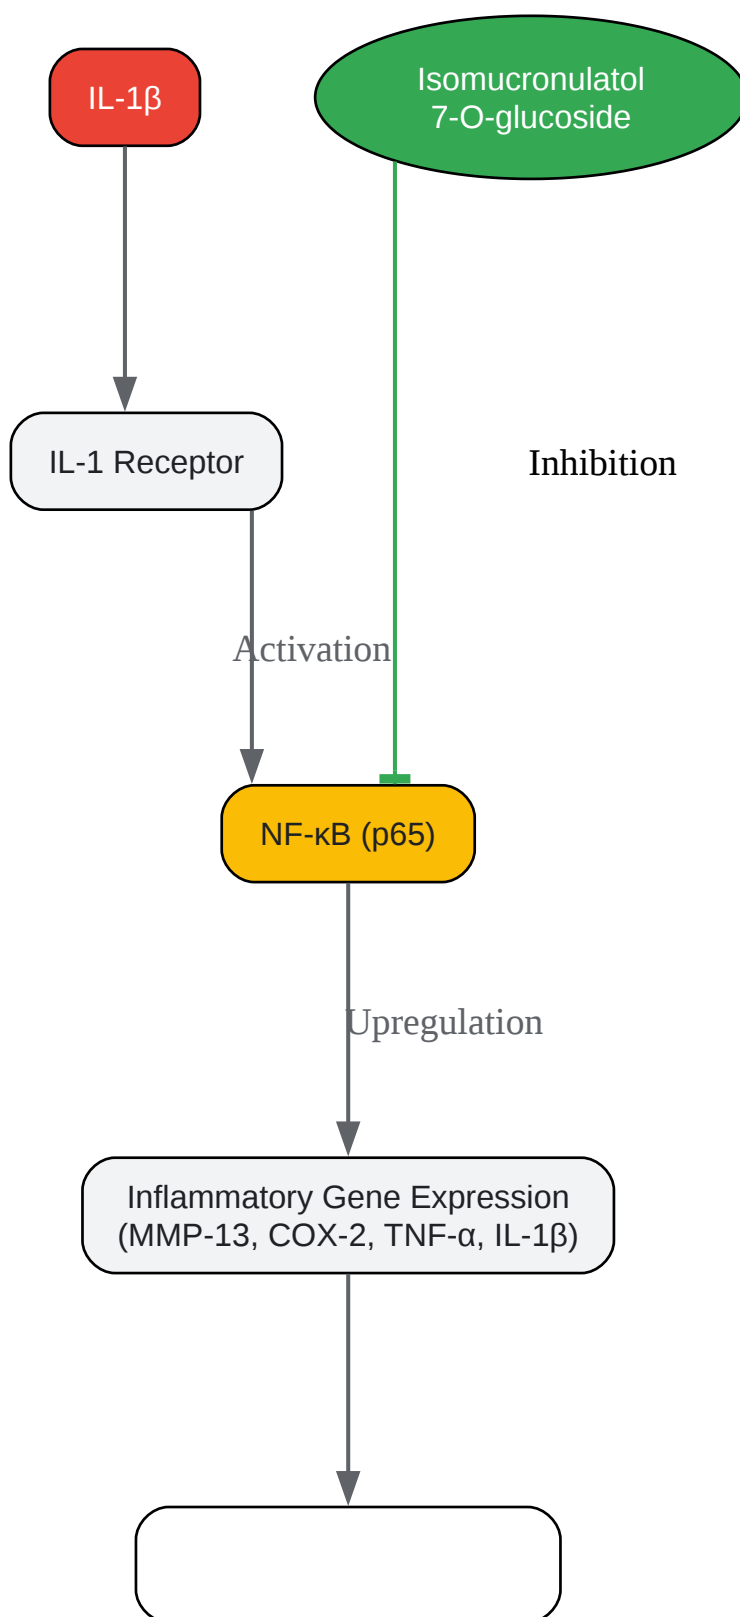 IL-1β
Isomucronulatol
7-O-glucoside
IL-1 Receptor
Inhibition
Activation
NF-κB (p65)
Upregulation
Inflammatory Gene Expression
(MMP-13, COX-2, TNF-α, IL-1β)